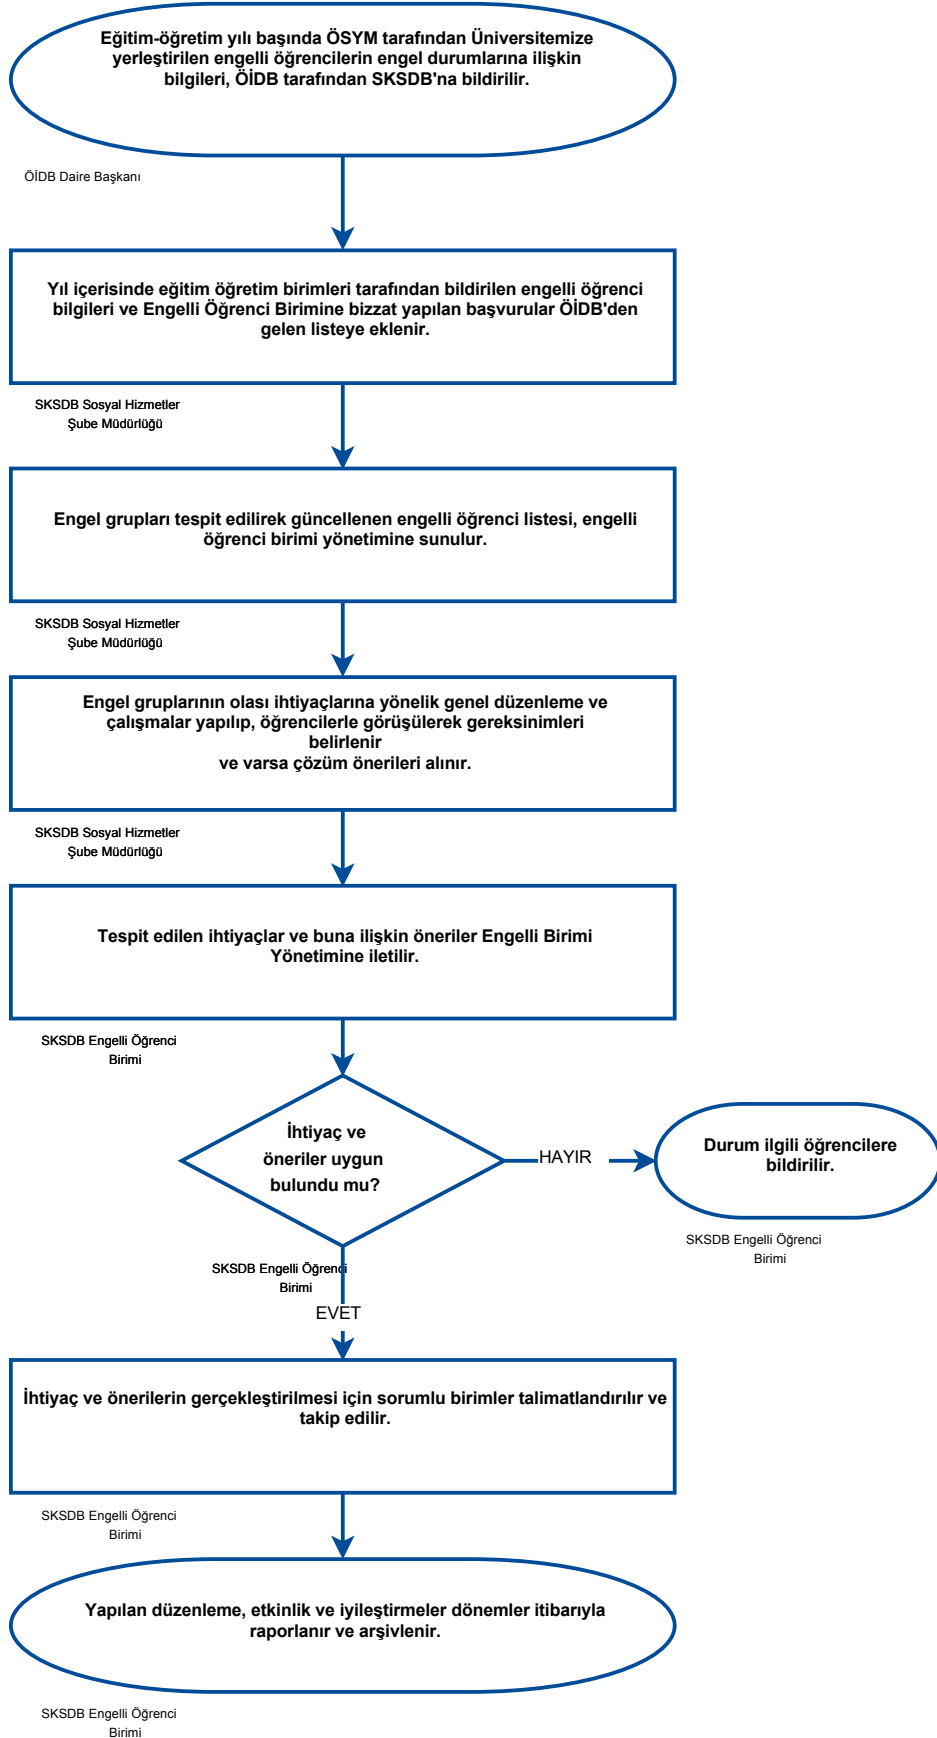 Eğitim-öğretim yılı başında ÖSYM tarafından Üniversitemize
yerleştirilen engelli öğrencilerin engel durumlarına ilişkin
bilgileri, ÖİDB tarafından SKSDB'na bildirilir.
ÖİDB Daire Başkanı
Yıl içerisinde eğitim öğretim birimleri tarafından bildirilen engelli öğrenci
bilgileri ve Engelli Öğrenci Birimine bizzat yapılan başvurular ÖİDB'den
gelen listeye eklenir.
SKSDB Sosyal Hizmetler
Şube Müdürlüğü
Engel grupları tespit edilirek güncellenen engelli öğrenci listesi, engelli
öğrenci birimi yönetimine sunulur.
SKSDB Sosyal Hizmetler
Şube Müdürlüğü
Engel gruplarının olası ihtiyaçlarına yönelik genel düzenleme ve
çalışmalar yapılıp, öğrencilerle görüşülerek gereksinimleri
belirlenir
ve varsa çözüm önerileri alınır.
SKSDB Sosyal Hizmetler
Şube Müdürlüğü
Tespit edilen ihtiyaçlar ve buna ilişkin öneriler Engelli Birimi
Yönetimine iletilir.
SKSDB Engelli Öğrenci
Birimi
İhtiyaç ve
öneriler uygun
bulundu mu?
HAYIR
Durum ilgili öğrencilere
bildirilir.
SKSDB Engelli Öğrenci
Birimi
SKSDB Engelli Öğrenci
Birimi
EVET
İhtiyaç ve önerilerin gerçekleştirilmesi için sorumlu birimler talimatlandırılır ve
takip edilir.
SKSDB Engelli Öğrenci
Birimi
Yapılan düzenleme, etkinlik ve iyileştirmeler dönemler itibarıyla
raporlanır ve arşivlenir.
SKSDB Engelli Öğrenci
Birimi